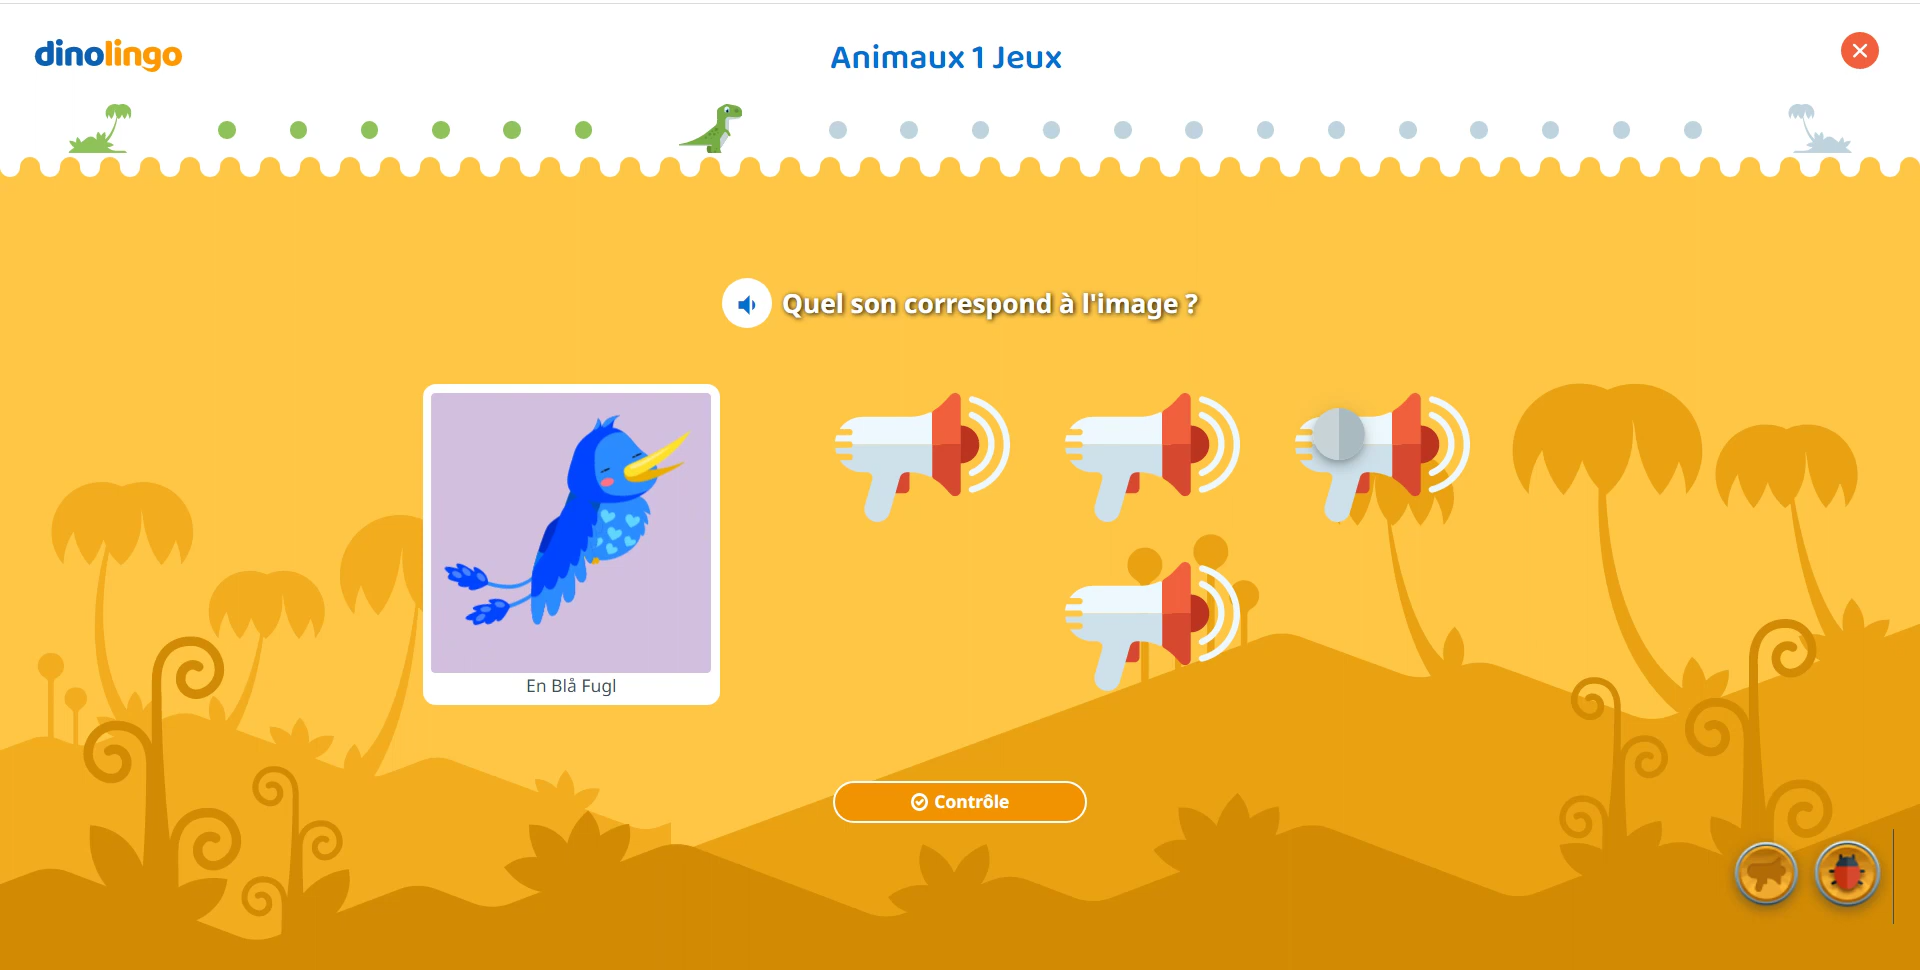 dinolingo
Animaux 1 Jeux
Quel son correspond à l'image ?
En Blå Fugl
Contrôle